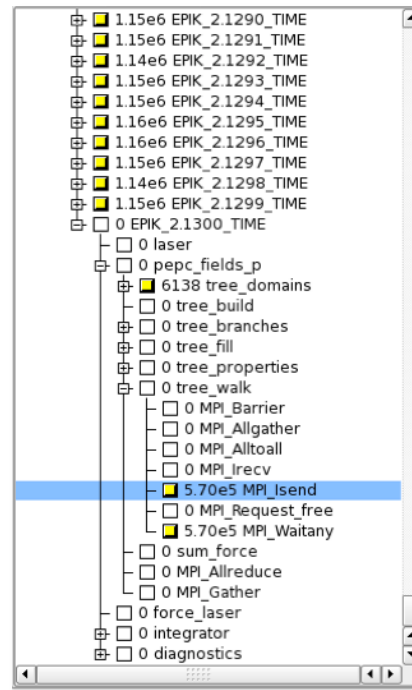 1.15e6 EPIK_2.1290_TIME
1.15e6 EPIK_2.1291_TIME
1.14e6 EPIK_2.1292_TIME
1.15e6 EPIK_2.1293_TIME
1.15e6 EPIK_2.1294_TIME
1.16e6 EPIK_2.1295_TIME
1.16e6 EPIK_2.1296_TIME
1.15e6 EPIK_2.1297_TIME
1.14e6 EPIK_2.1298_TIME
1.15e6 EPIK_2.1299_TIME
0 EPIK_2.1300_TIME
0 laser
0 pepc_fields_p
6138 tree_domains
0 tree_build
0 tree_branches
0 tree_fill
0 tree_properties
0 tree_walk
0 MPI_Barrier
0 MPI_Allgather
0 MPI_Alltoall
0 MPI_Irecv
5.70e5 MPI_Isend
0 MPI_Request_free
5.70e5 MPI_Waitany
0 sum_force
0 MPI_Allreduce
0 MPI_Gather
0 force_laser
0 integrator
0 diagnostics